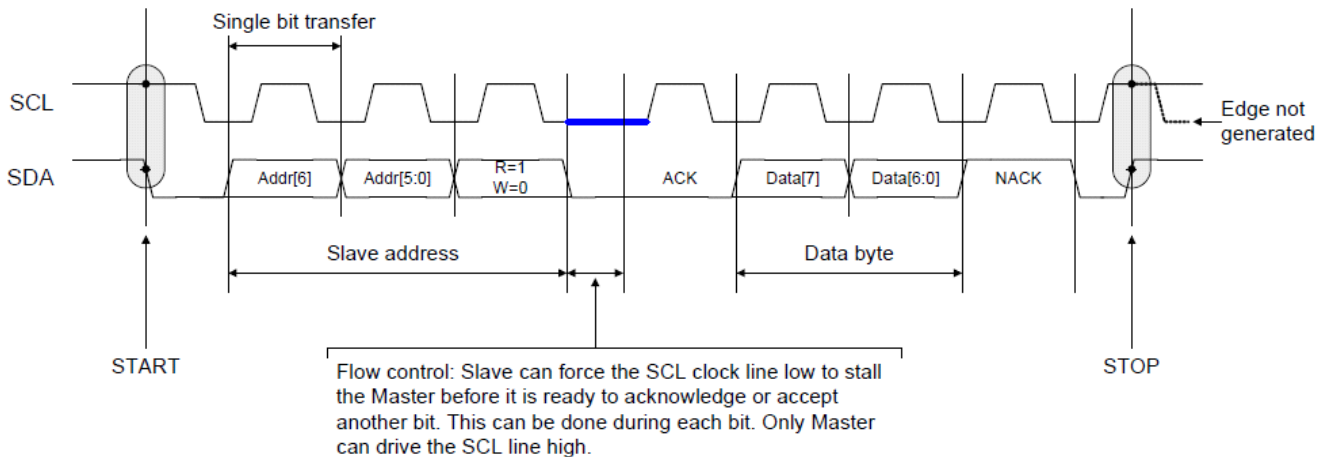 Single bit transfer
SCL
Edge not
generated
SDA
Addr[6]
Addr[5:0]
R=1
W=0
ACK
Data[7]
Data[6:0]
NACK
Slave address
Data byte
START
STOP
Flow control: Slave can force the SCL clock line low to stall
the Master before it is ready to acknowledge or accept
another bit. This can be done during each bit. Only Master
can drive the SCL line high.